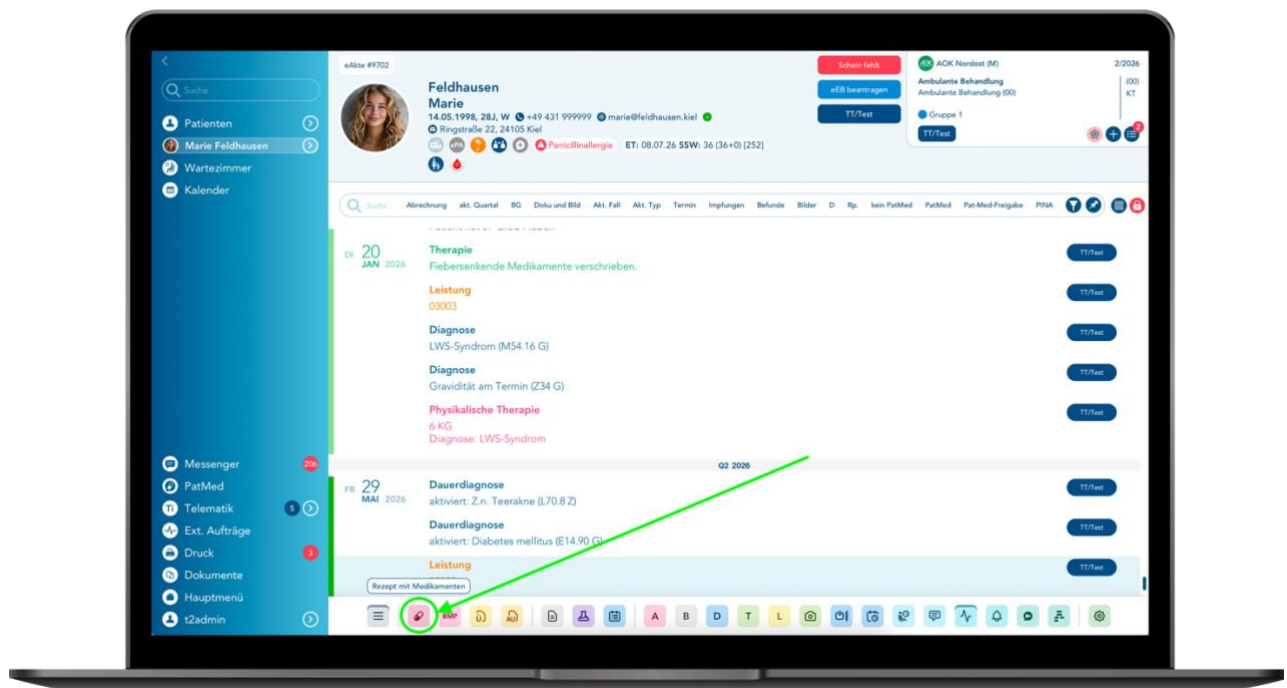 eAkte #9702
Feldhausen
Marie
14.05.1998, 28J, W +49 431 999999 marie@feldhausen.kiel
Ringstraße 22, 24105 Kiel
ePA
Penicillinallergie ET: 08.07.26 SSW: 36 (36+0) [252]
Schein fehlt
eEB beantragen
TT/Test
AOK Nordost (M) 2/2026
Ambulante Behandlung (00)
Ambulante Behandlung (00) KT
Gruppe 1
TT/Test
2
Suche
Patienten
Marie Feldhausen
Wartezimmer
Kalender
Messenger 206
PatMed
Telematik 5
Ext. Aufträge
Druck 3
Dokumente
Hauptmenü
t2admin
Suche Abrechnung akt. Quartal BG Doku und Bild Akt. Fall Akt. Typ Termin Impfungen Befunde Bilder D Rp. kein PatMed PatMed Pat-Med-Freigabe PINA
DI 20
JAN 2026
Therapie
Fiebersenkende Medikamente verschrieben.
TT/Test
Leistung
03003
TT/Test
Diagnose
LWS-Syndrom (M54.16 G)
TT/Test
Diagnose
Gravidität am Termin (Z34 G)
TT/Test
Physikalische Therapie
6 KG
Diagnose: LWS-Syndrom
TT/Test
Q2 2026
FR 29
MAI 2026
Dauerdiagnose
aktiviert: Z.n. Teerakne (L70.8 Z)
TT/Test
Dauerdiagnose
aktiviert: Diabetes mellitus (E14.90 G)
TT/Test
Leistung
TT/Test
Rezept mit Medikamenten
BMP AU A B D T L